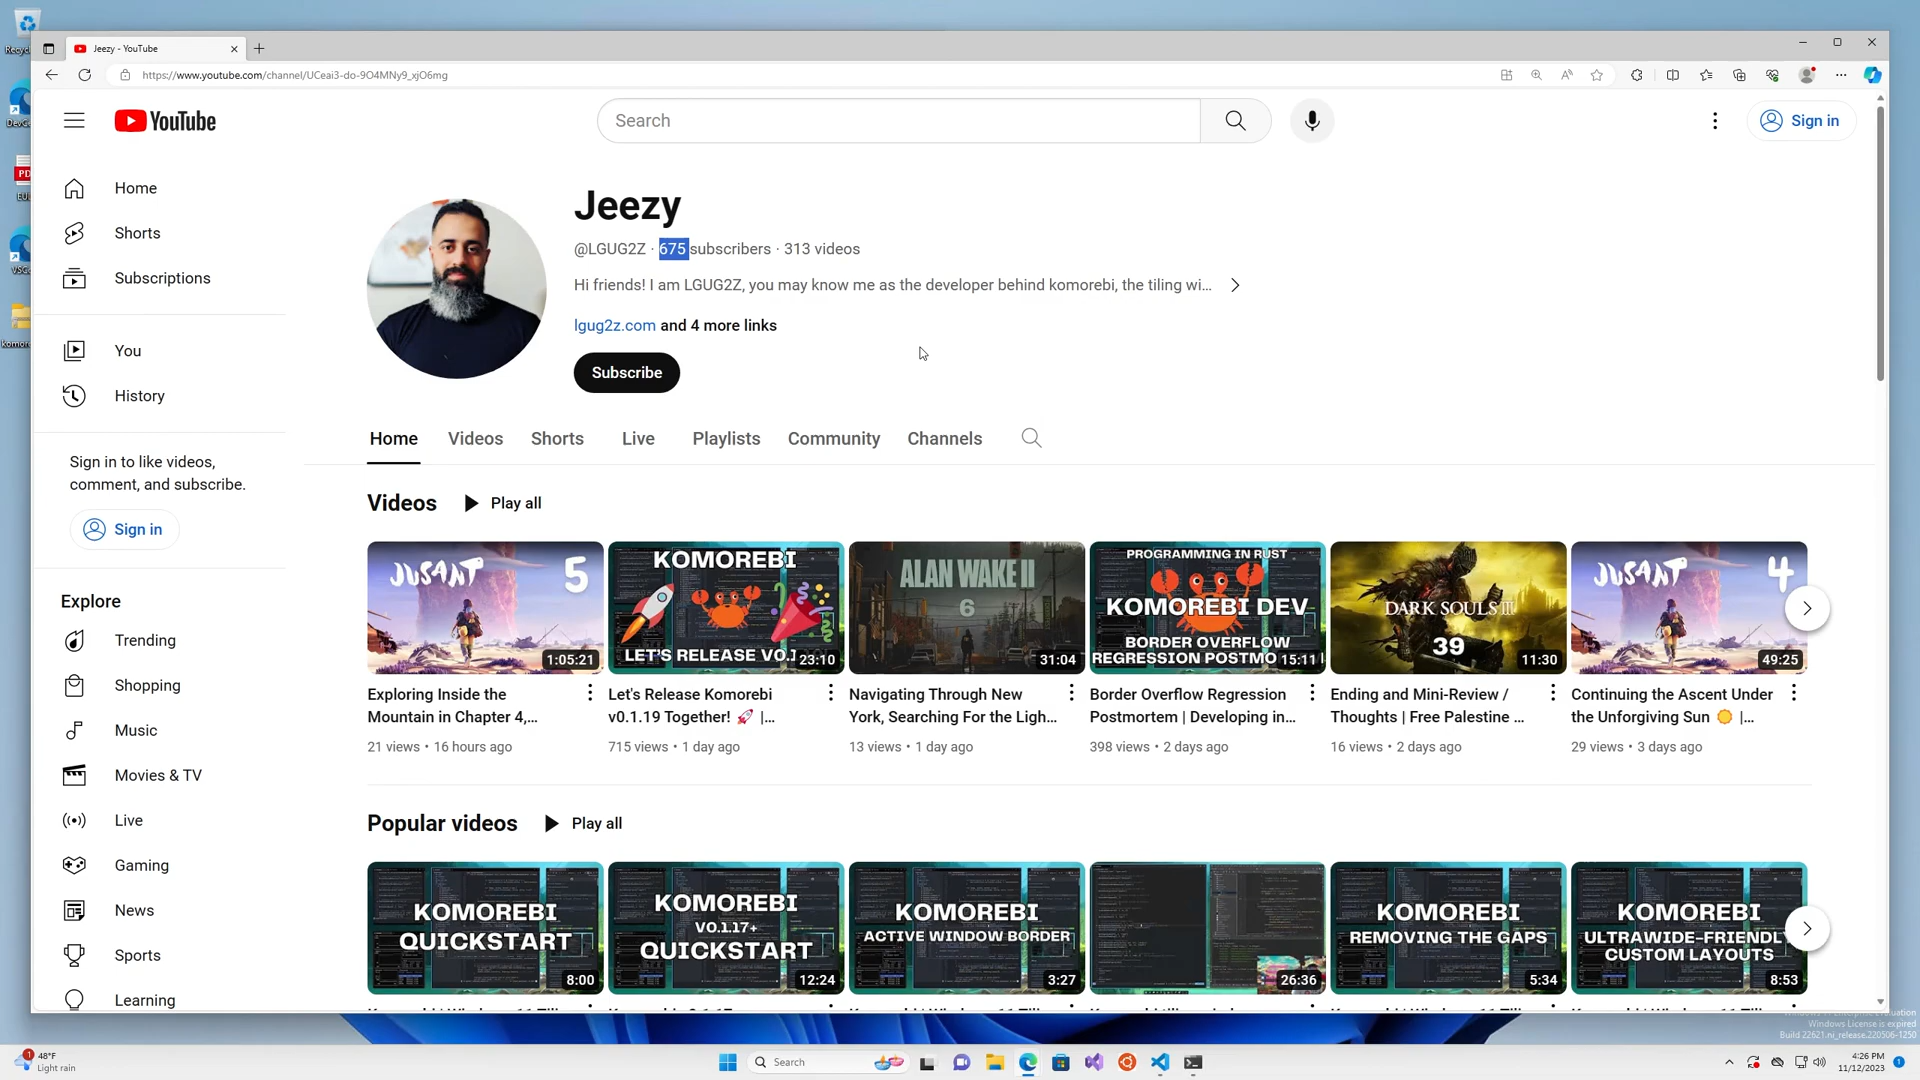 Jeezy - YouTube
https://www.youtube.com/channel/UCeai3-do-9O4MNy9_xjO6mg
YouTube
Search
Sign in
Home
Shorts
Subscriptions
You
History
Sign in to like videos,
comment, and subscribe.
Sign in
Explore
Trending
Shopping
Music
Movies & TV
Live
Gaming
News
Sports
Learning
Jeezy
@LGUG2Z · 675 subscribers · 313 videos
Hi friends! I am LGUG2Z, you may know me as the developer behind komorebi, the tiling wi...
lgug2z.com and 4 more links
Subscribe
Home Videos Shorts Live Playlists Community Channels
Videos Play all
JUSANT 5
1:05:21
Exploring Inside the
Mountain in Chapter 4,...
21 views • 16 hours ago
KOMOREBI
LET'S RELEASE V0.1
23:10
Let's Release Komorebi
v0.1.19 Together! 🚀 |...
715 views • 1 day ago
ALAN WAKE II
6
31:04
Navigating Through New
York, Searching For the Ligh...
13 views • 1 day ago
PROGRAMMING IN RUST
KOMOREBI DEV
BORDER OVERFLOW
REGRESSION POSTMO
15:11
Border Overflow Regression
Postmortem | Developing in...
398 views • 2 days ago
DARK SOULS III
39
11:30
Ending and Mini-Review /
Thoughts | Free Palestine ...
16 views • 2 days ago
JUSANT 4
49:25
Continuing the Ascent Under
the Unforgiving Sun 🌞 |...
29 views • 3 days ago
Popular videos Play all
KOMOREBI
QUICKSTART
8:00
KOMOREBI
V0.1.17+
QUICKSTART
12:24
KOMOREBI
ACTIVE WINDOW BORDER
3:27
26:36
KOMOREBI
REMOVING THE GAPS
5:34
KOMOREBI
ULTRAWIDE-FRIENDLY
CUSTOM LAYOUTS
8:53
Windows License is expired
Build 22621.ni_release.220506-1250
1
48°F
Light rain
Search
4:26 PM
11/12/2023
1